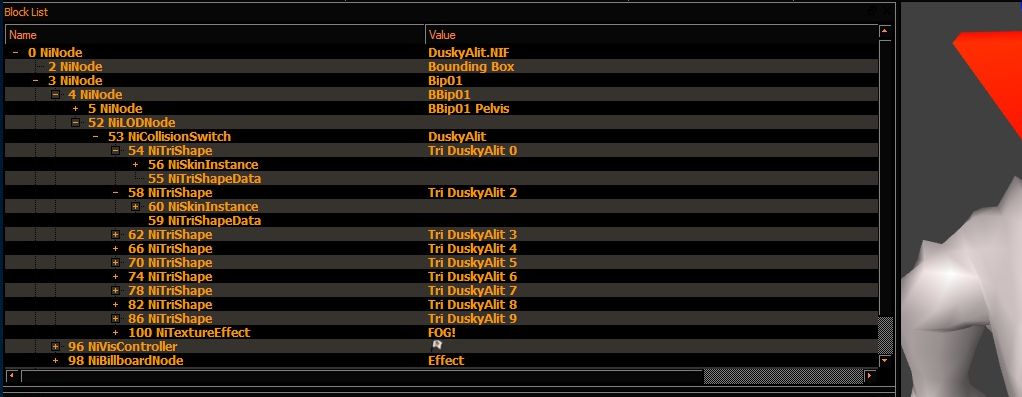 Block List
Name Value
0 NiNode DuskyAlit.NIF
2 NiNode Bounding Box
3 NiNode Bip01
4 NiNode BBip01
5 NiNode BBip01 Pelvis
52 NiLODNode
53 NiCollisionSwitch DuskyAlit
54 NiTriShape Tri DuskyAlit 0
56 NiSkinInstance
55 NiTriShapeData
58 NiTriShape Tri DuskyAlit 2
60 NiSkinInstance
59 NiTriShapeData
62 NiTriShape Tri DuskyAlit 3
66 NiTriShape Tri DuskyAlit 4
70 NiTriShape Tri DuskyAlit 5
74 NiTriShape Tri DuskyAlit 6
78 NiTriShape Tri DuskyAlit 7
82 NiTriShape Tri DuskyAlit 8
86 NiTriShape Tri DuskyAlit 9
100 NiTextureEffect FOG!
96 NiVisController
98 NiBillboardNode Effect